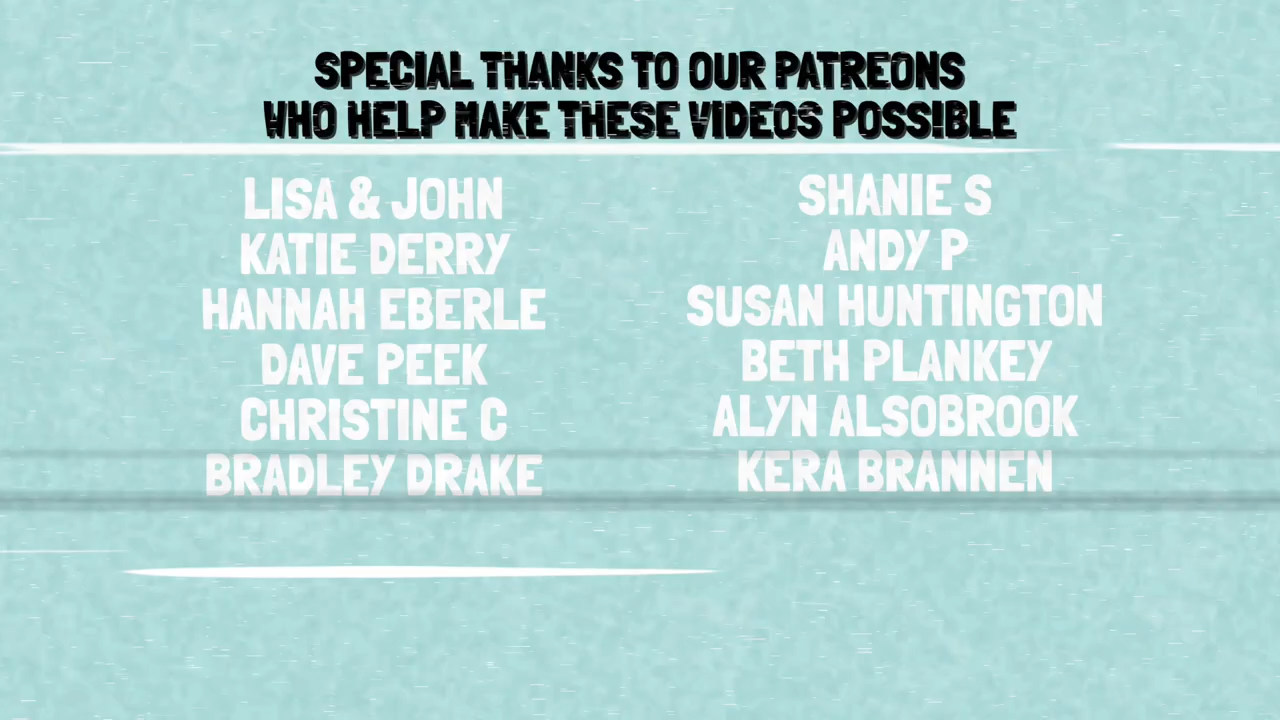 SPECIAL THANKS TO OUR PATREONS
WHO HELP MAKE THESE VIDEOS POSSIBLE
LISA & JOHN
KATIE DERRY
HANNAH EBERLE
DAVE PEEK
CHRISTINE C
BRADLEY DRAKE
SHANIE S
ANDY P
SUSAN HUNTINGTON
BETH PLANKEY
ALYN ALSOBROOK
KERA BRANNEN